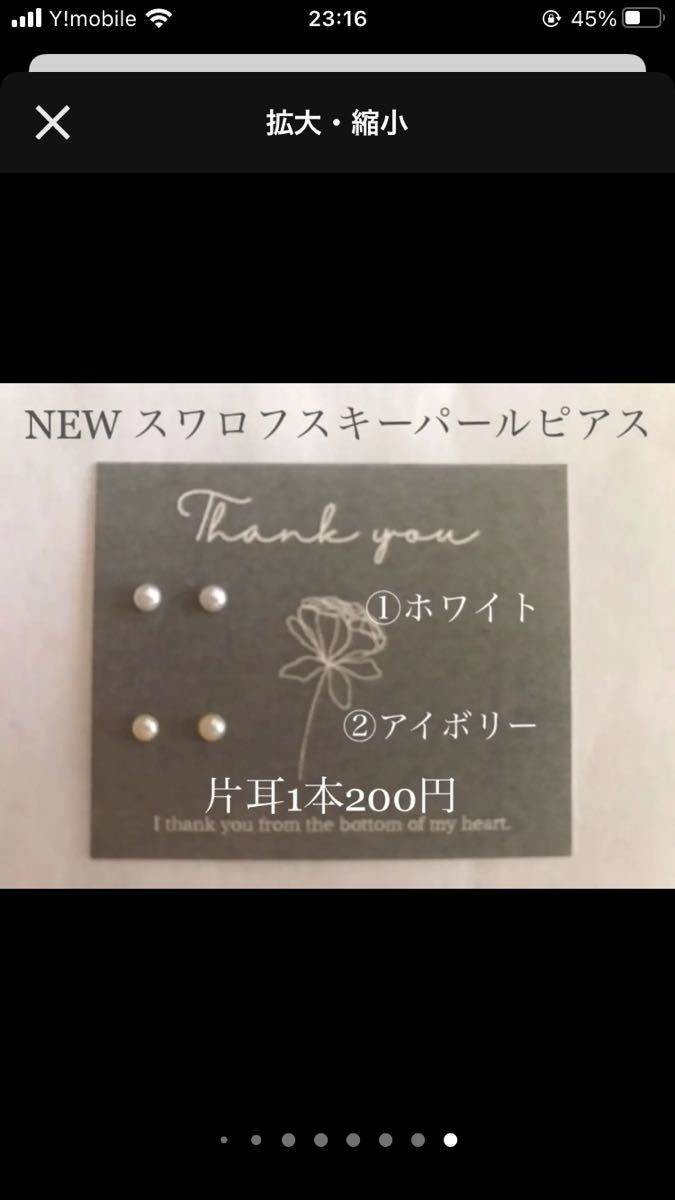 Y!mobile 23:16 45%
拡大・縮小
NEW スワロフスキーパールピアス
Thank you
①ホワイト
②アイボリー
片耳1本200円
I thank you from the bottom of my heart.